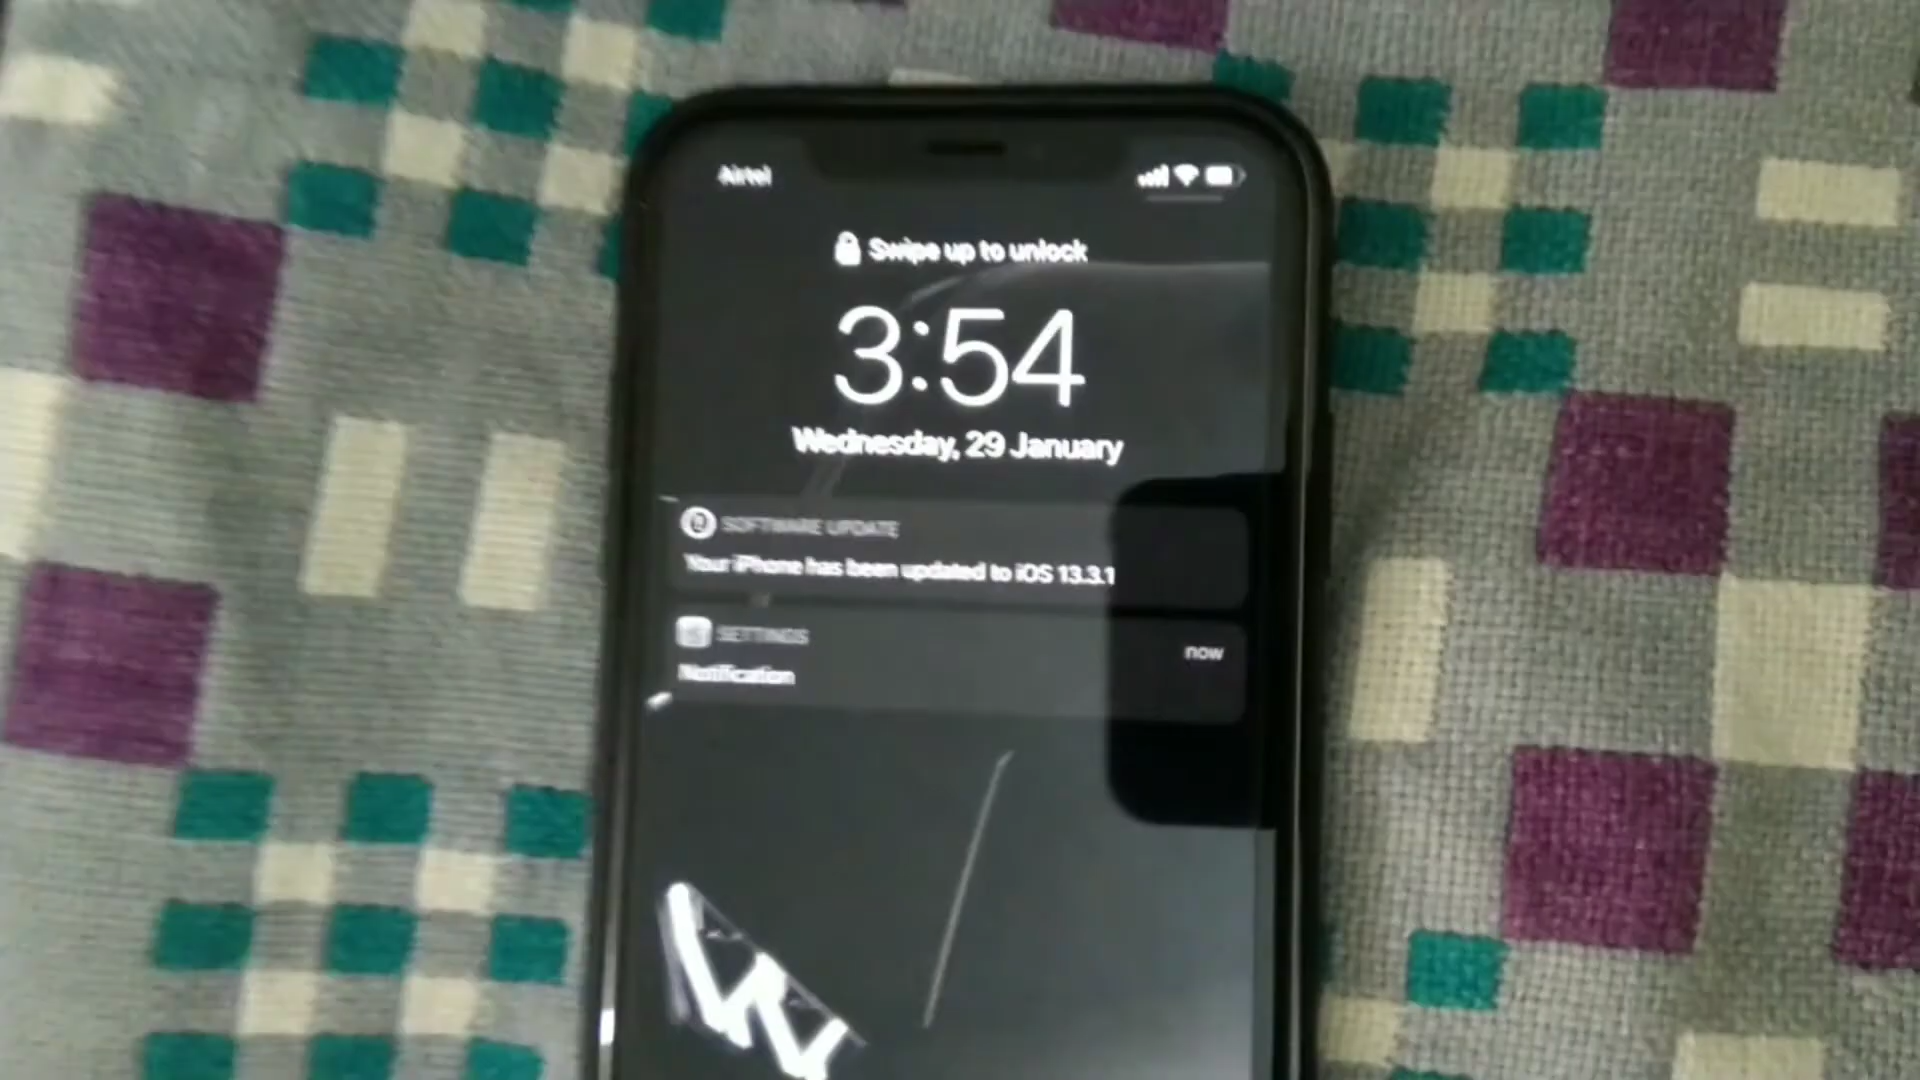 Airtel
Swipe up to unlock
3:54
Wednesday, 29 January
SOFTWARE UPDATE
Your iPhone has been updated to iOS 13.3.1
SETTINGS
now
Notification